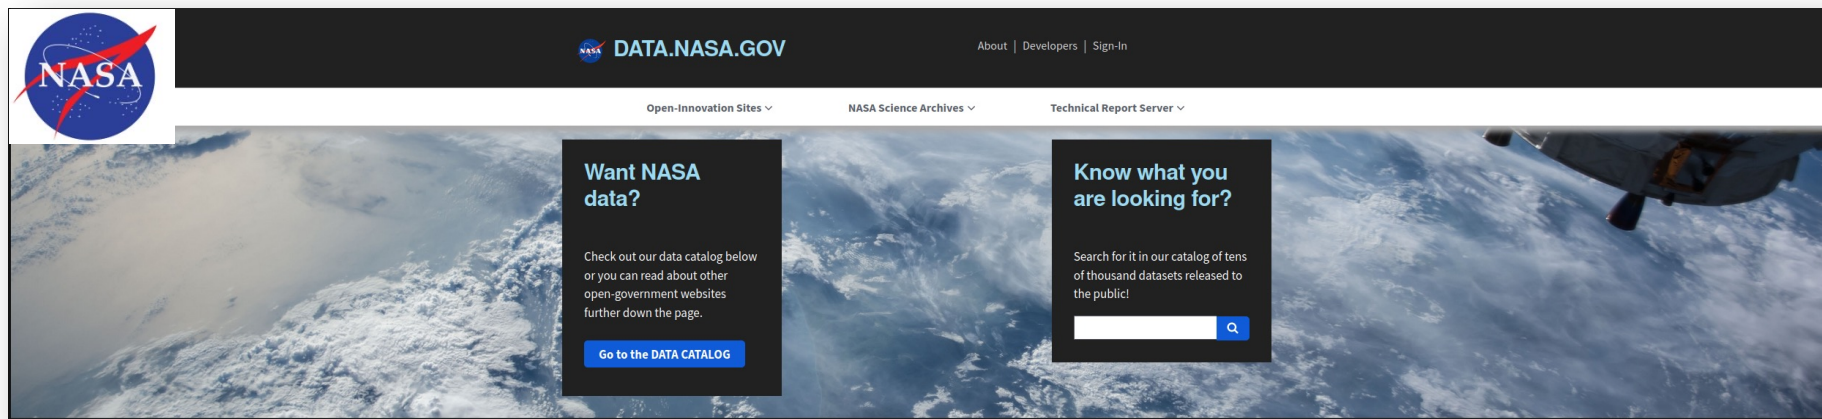 NASA
NASA DATA.NASA.GOV
About | Developers | Sign-In
Open-Innovation Sites
NASA Science Archives
Technical Report Server
Want NASA
data?
Check out our data catalog below
or you can read about other
open-government websites
further down the page.
Go to the DATA CATALOG
Know what you
are looking for?
Search for it in our catalog of tens
of thousand datasets released to
the public!